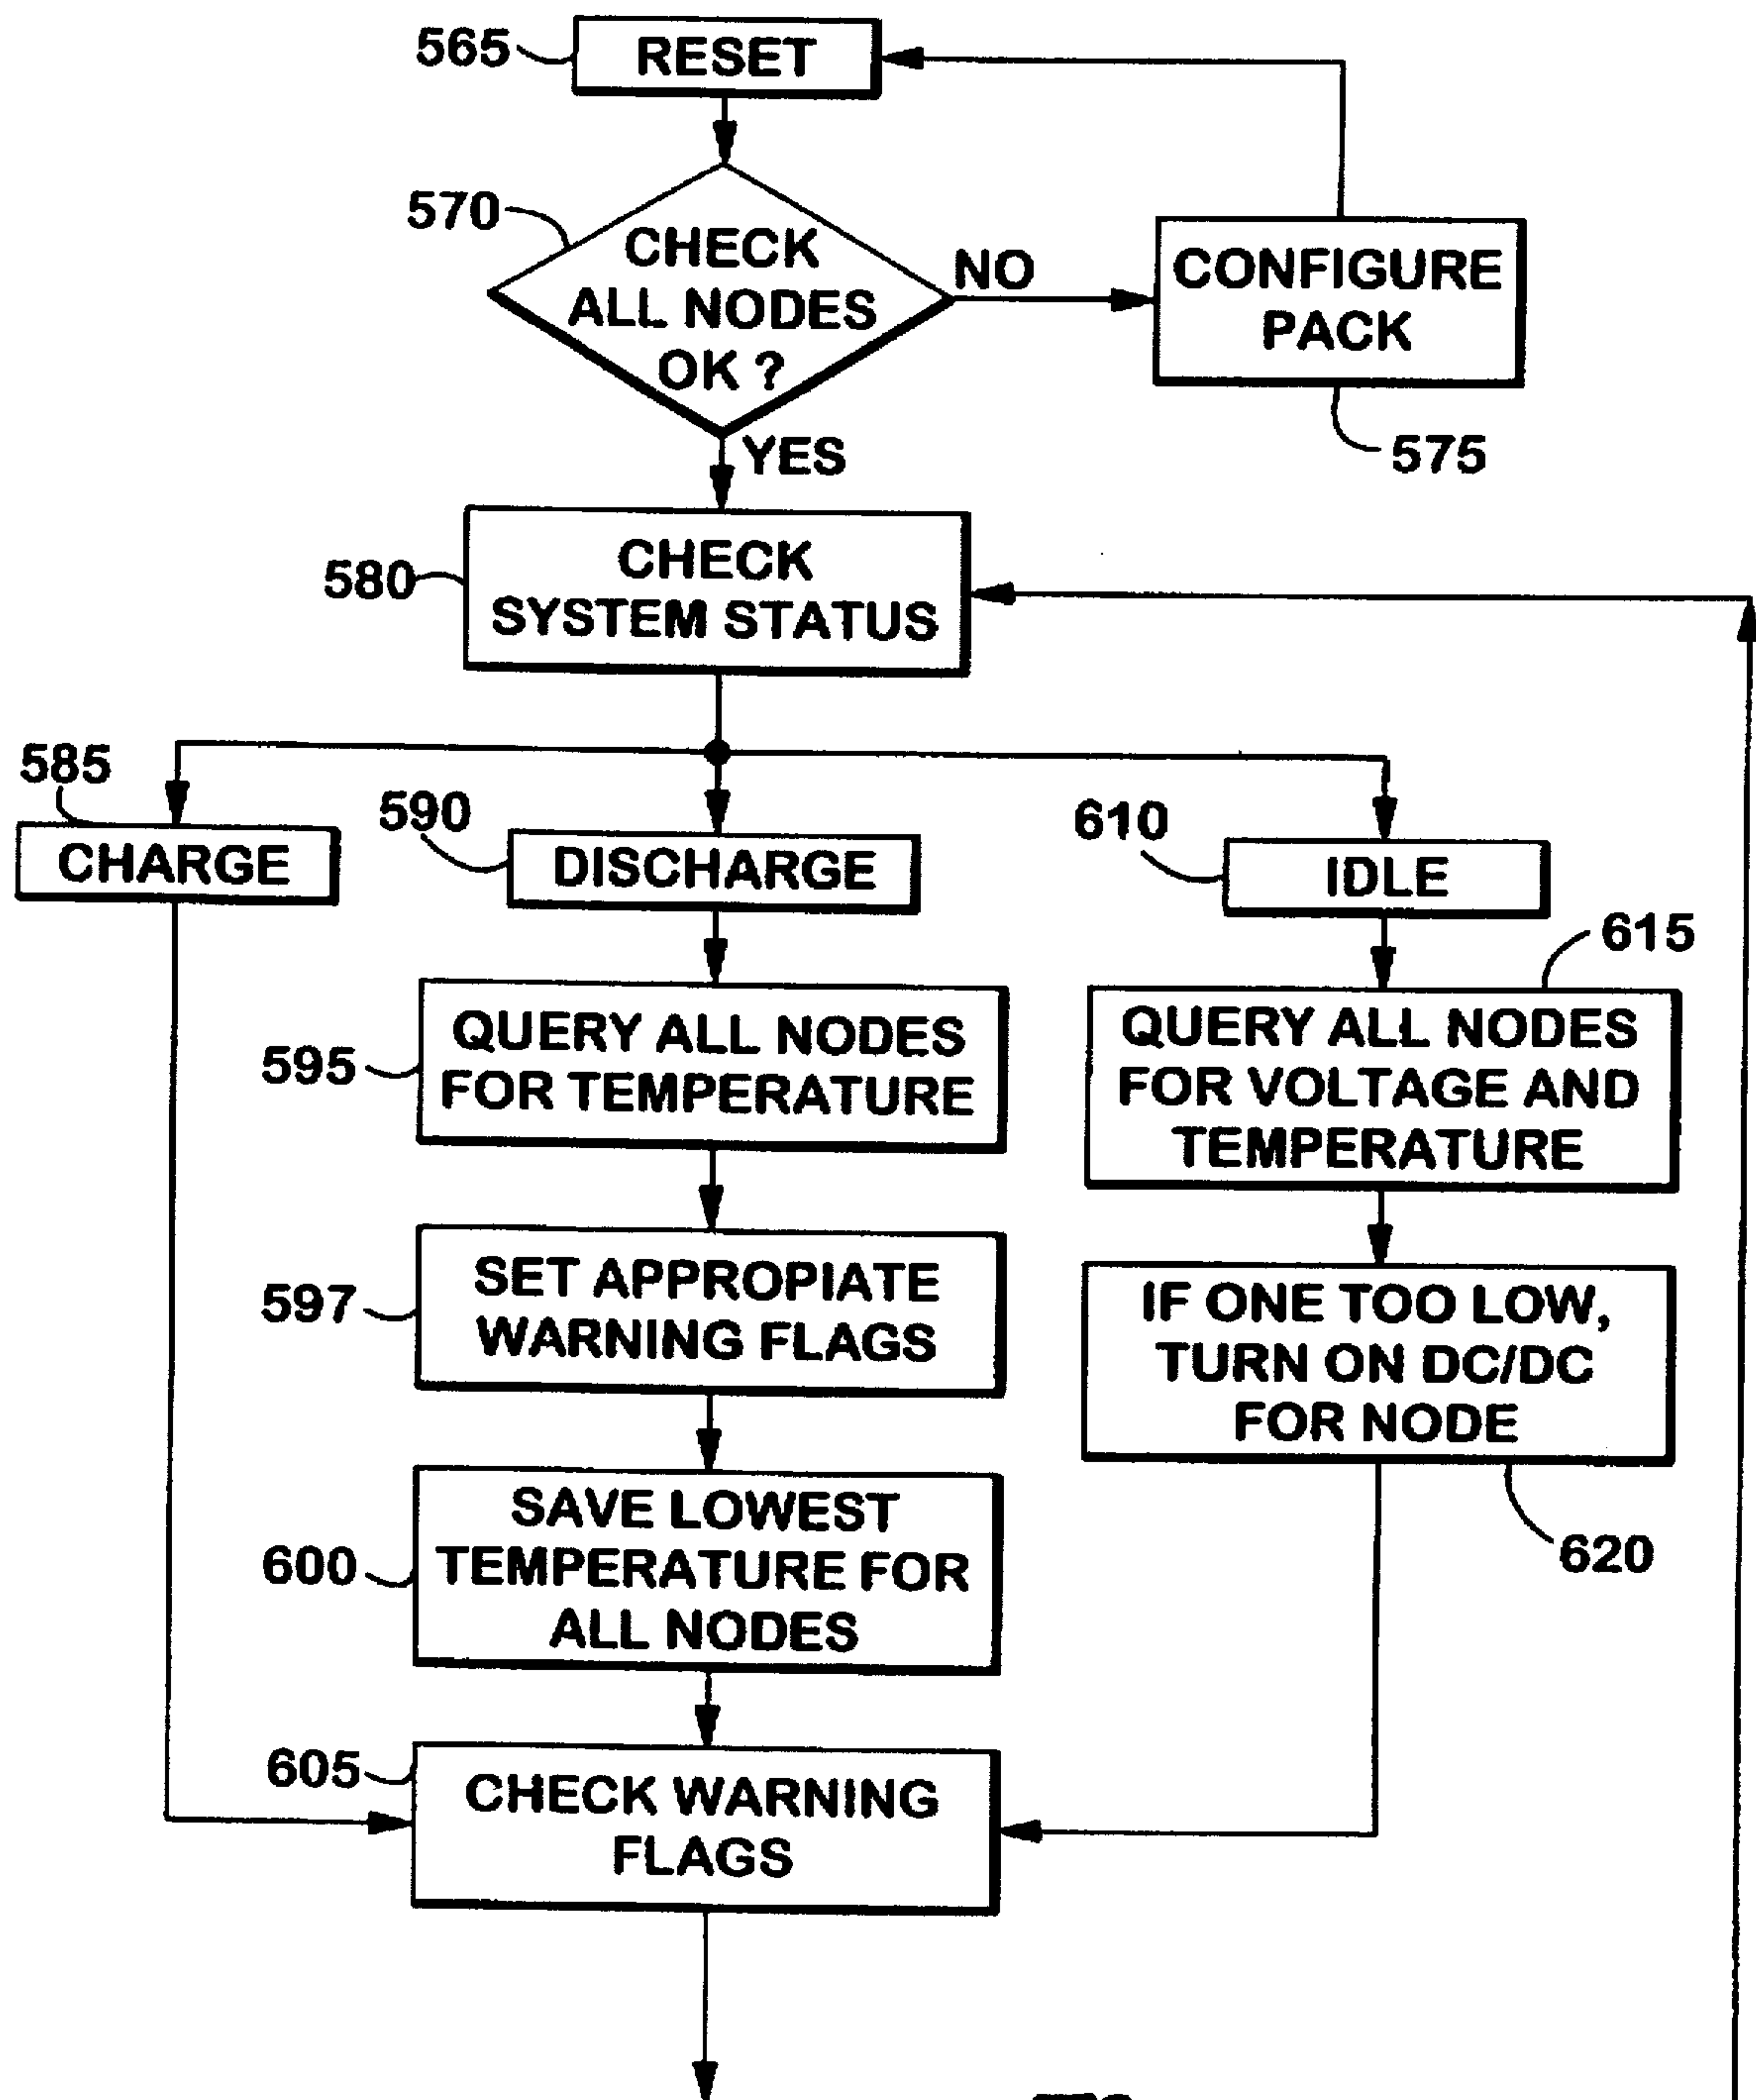 565
RESET
570
CHECK
ALL NODES
OK ?
NO
CONFIGURE
PACK
575
YES
580
CHECK
SYSTEM STATUS
585
CHARGE
590
DISCHARGE
610
IDLE
615
595
QUERY ALL NODES
FOR TEMPERATURE
QUERY ALL NODES
FOR VOLTAGE AND
TEMPERATURE
597
SET APPROPIATE
WARNING FLAGS
IF ONE TOO LOW,
TURN ON DC/DC
FOR NODE
620
600
SAVE LOWEST
TEMPERATURE FOR
ALL NODES
605
CHECK WARNING
FLAGS